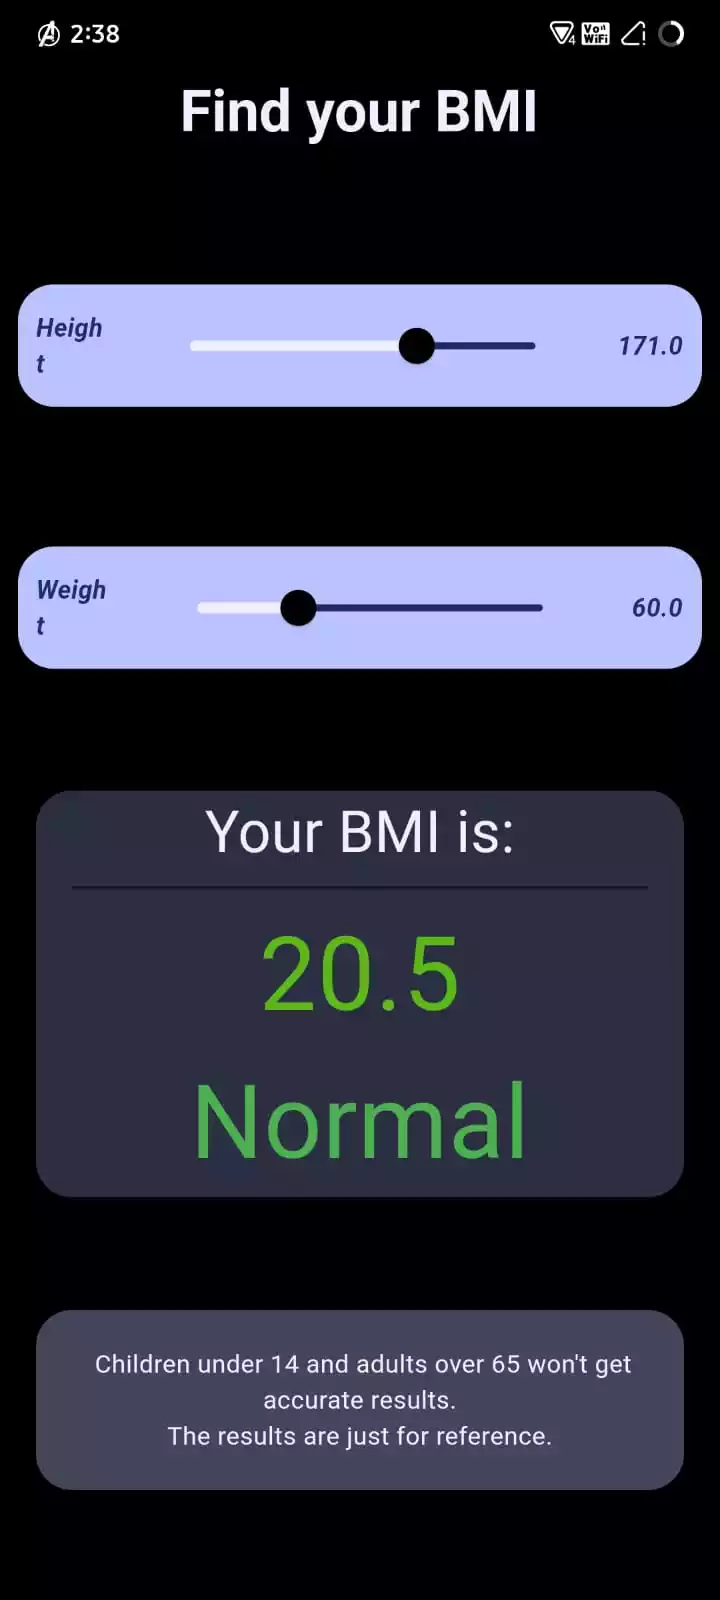 2:38
4
Vo
WiFi
!
Find your BMI
Heigh
t
171.0
Weigh
t
60.0
Your BMI is:
20.5
Normal
Children under 14 and adults over 65 won't get
accurate results.
The results are just for reference.